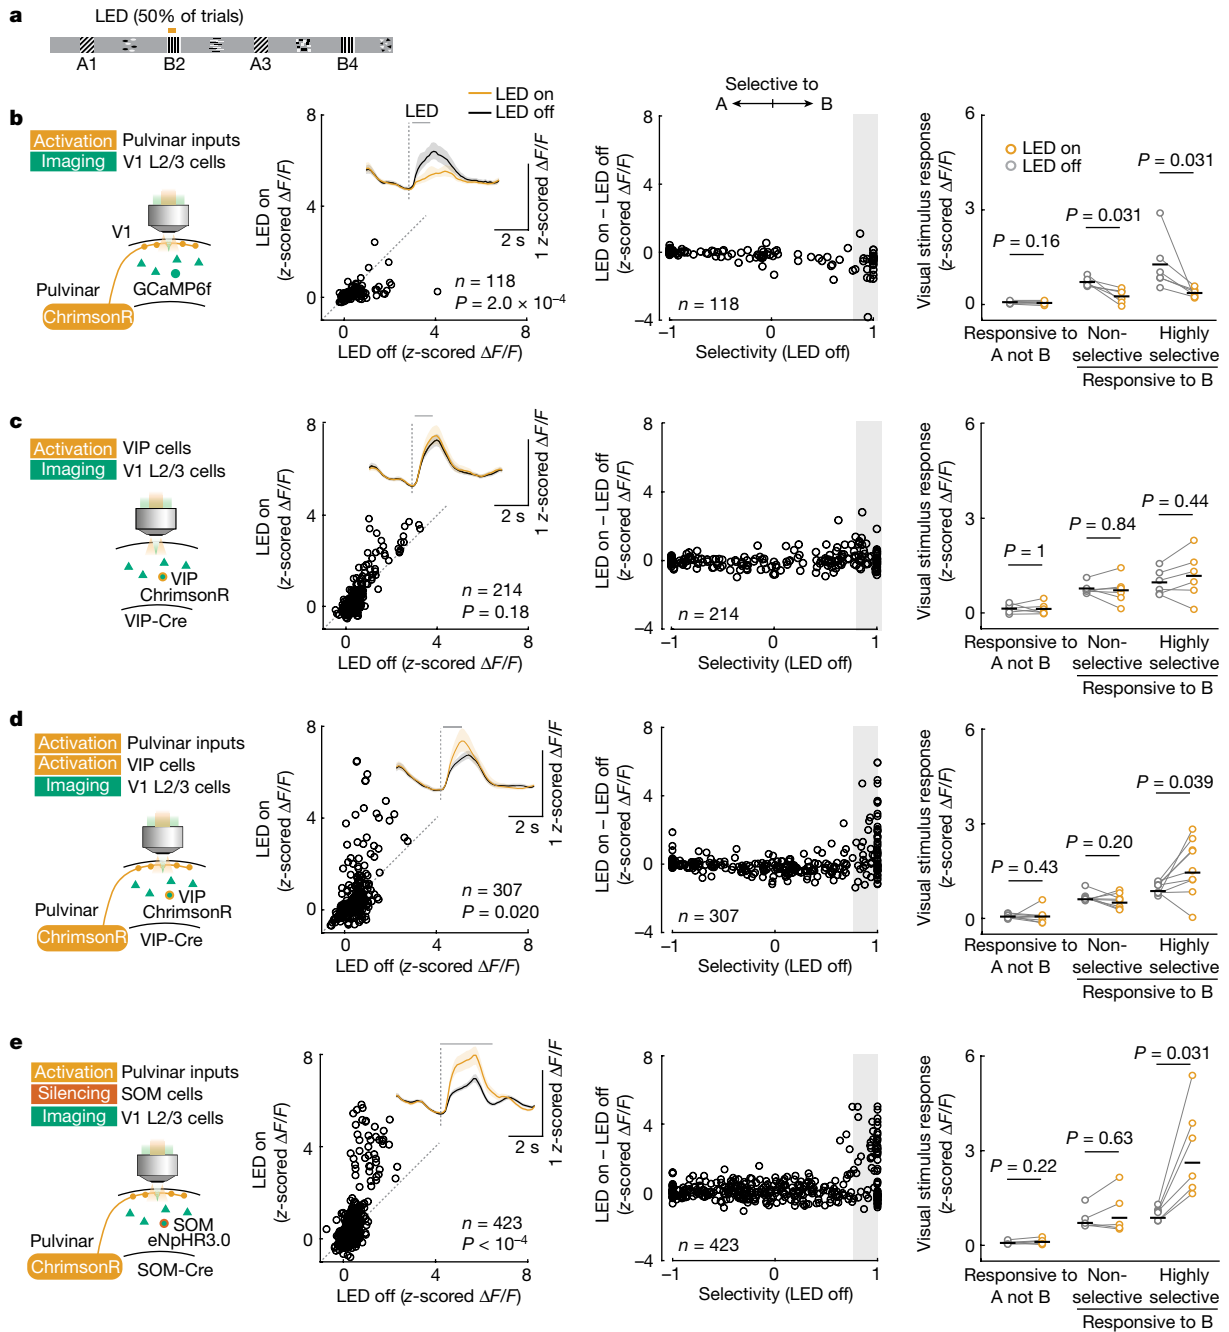 a
LED (50% of trials)
A1 B2 A3 B4
b
Activation Pulvinar inputs
Imaging V1 L2/3 cells
V1
GCaMP6f
Pulvinar
ChrimsonR
LED on
LED off
LED
8
4
0
LED on
(z-scored ΔF/F)
2 s
1 z-scored ΔF/F
n = 118
P = 2.0 × 10⁻⁴
0 4 8
LED off (z-scored ΔF/F)
Selective to
A B
8
4
0
−4
LED on − LED off
(z-scored ΔF/F)
n = 118
−1 0 1
Selectivity (LED off)
6
3
0
Visual stimulus response
(z-scored ΔF/F)
LED on
LED off
P = 0.16
P = 0.031
P = 0.031
Responsive to
A not B
Non-
selective
Highly
selective
Responsive to B
c
Activation VIP cells
Imaging V1 L2/3 cells
VIP
ChrimsonR
VIP-Cre
8
4
0
LED on
(z-scored ΔF/F)
2 s
1 z-scored ΔF/F
n = 214
P = 0.18
0 4 8
LED off (z-scored ΔF/F)
8
4
0
−4
LED on − LED off
(z-scored ΔF/F)
n = 214
−1 0 1
Selectivity (LED off)
6
3
0
Visual stimulus response
(z-scored ΔF/F)
P = 1
P = 0.84
P = 0.44
Responsive to
A not B
Non-
selective
Highly
selective
Responsive to B
d
Activation Pulvinar inputs
Activation VIP cells
Imaging V1 L2/3 cells
VIP
ChrimsonR
Pulvinar
ChrimsonR
VIP-Cre
8
4
0
LED on
(z-scored ΔF/F)
2 s
1 z-scored ΔF/F
n = 307
P = 0.020
0 4 8
LED off (z-scored ΔF/F)
8
4
0
−4
LED on − LED off
(z-scored ΔF/F)
n = 307
−1 0 1
Selectivity (LED off)
6
3
0
Visual stimulus response
(z-scored ΔF/F)
P = 0.43
P = 0.20
P = 0.039
Responsive to
A not B
Non-
selective
Highly
selective
Responsive to B
e
Activation Pulvinar inputs
Silencing SOM cells
Imaging V1 L2/3 cells
SOM
eNpHR3.0
Pulvinar
ChrimsonR
SOM-Cre
8
4
0
LED on
(z-scored ΔF/F)
2 s
1 z-scored ΔF/F
n = 423
P < 10⁻⁴
0 4 8
LED off (z-scored ΔF/F)
8
4
0
−4
LED on − LED off
(z-scored ΔF/F)
n = 423
−1 0 1
Selectivity (LED off)
6
3
0
Visual stimulus response
(z-scored ΔF/F)
P = 0.22
P = 0.63
P = 0.031
Responsive to
A not B
Non-
selective
Highly
selective
Responsive to B